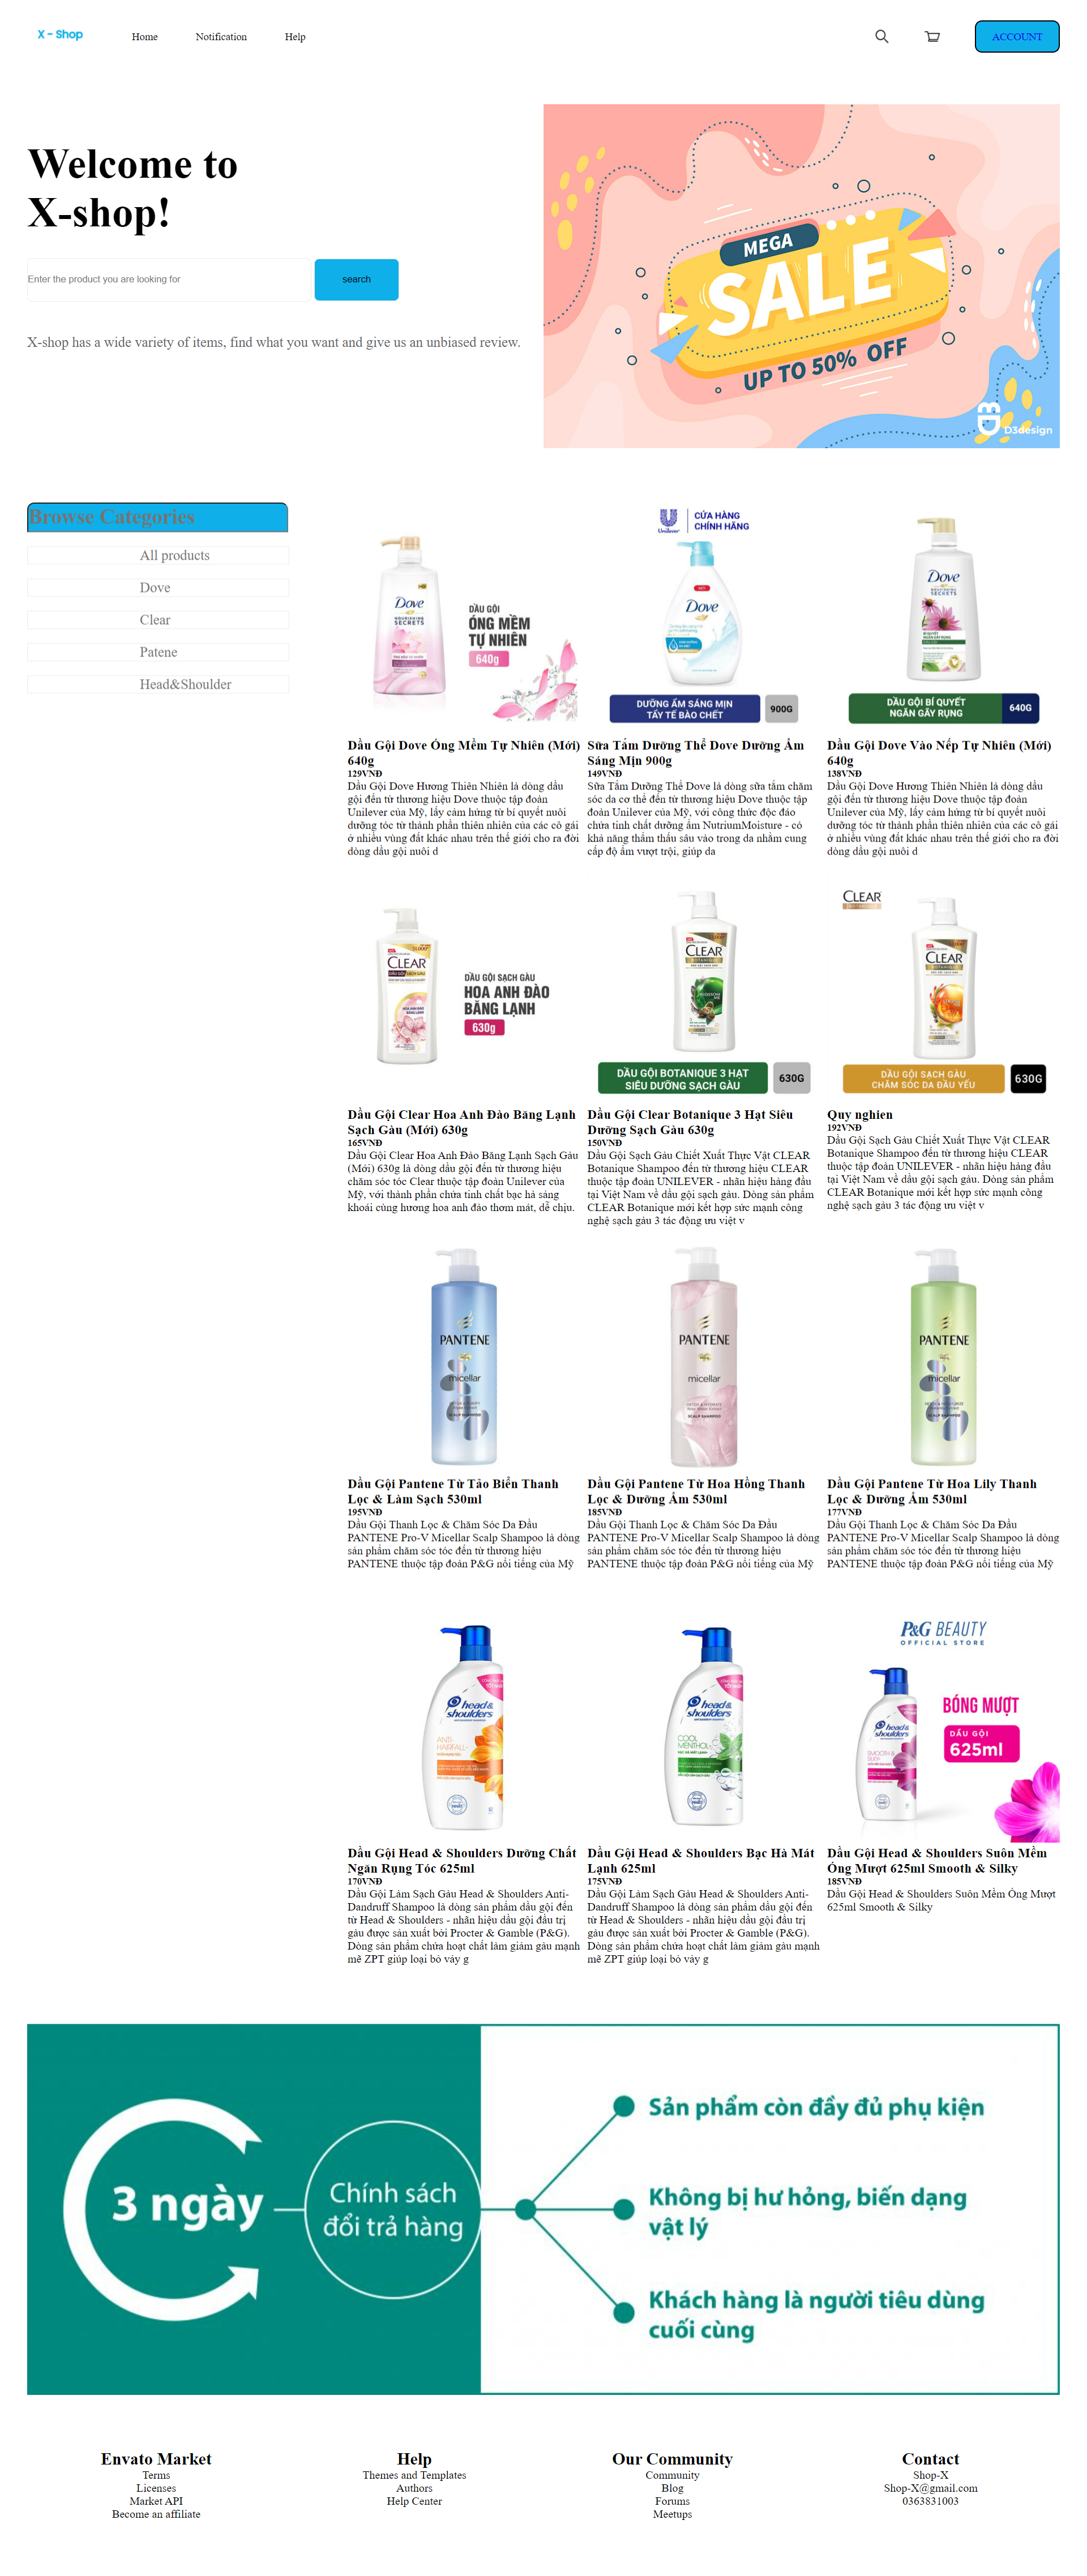 X - Shop
Home
Notification
Help
ACCOUNT
Welcome to
X-shop!
Enter the product you are looking for
search
X-shop has a wide variety of items, find what you want and give us an unbiased review.
MEGA
SALE
UP TO 50% OFF
D3design
Browse Categories
All products
Dove
Clear
Patene
Head&Shoulder
Dove
NOURISHING
SECRETS
DẦU GỘI
ÓNG MỀM
TỰ NHIÊN
640g
Unilever
CỬA HÀNG
CHÍNH HÃNG
Dove
DƯỠNG ẨM SÁNG MỊN
TẨY TẾ BÀO CHẾT
900G
Dove
NOURISHING
SECRETS
DẦU GỘI BÍ QUYẾT
NGĂN GÃY RỤNG
640G
Dầu Gội Dove Óng Mềm Tự Nhiên (Mới)
640g
129VNĐ
Dầu Gội Dove Hương Thiên Nhiên là dòng dầu
gội đến từ thương hiệu Dove thuộc tập đoàn
Unilever của Mỹ, lấy cảm hứng từ bí quyết nuôi
dưỡng tóc từ thành phần thiên nhiên của các cô gái
ở nhiều vùng đất khác nhau trên thế giới cho ra đời
dòng dầu gội nuôi d
Sữa Tắm Dưỡng Thể Dove Dưỡng Ẩm
Sáng Mịn 900g
149VNĐ
Sữa Tắm Dưỡng Thể Dove là dòng sữa tắm chăm
sóc da cơ thể đến từ thương hiệu Dove thuộc tập
đoàn Unilever của Mỹ, với công thức độc đáo
chứa tinh chất dưỡng ẩm NutriumMoisture - có
khả năng thẩm thấu sâu vào trong da nhằm cung
cấp độ ẩm vượt trội, giúp da
Dầu Gội Dove Vào Nếp Tự Nhiên (Mới)
640g
138VNĐ
Dầu Gội Dove Hương Thiên Nhiên là dòng dầu
gội đến từ thương hiệu Dove thuộc tập đoàn
Unilever của Mỹ, lấy cảm hứng từ bí quyết nuôi
dưỡng tóc từ thành phần thiên nhiên của các cô gái
ở nhiều vùng đất khác nhau trên thế giới cho ra đời
dòng dầu gội nuôi d
CLEAR
DẦU GỘI SẠCH GÀU
HOA ANH ĐÀO
BĂNG LẠNH
630g
CLEAR
DẦU GỘI BOTANIQUE 3 HẠT
SIÊU DƯỠNG SẠCH GÀU
630G
CLEAR
CLEAR
DẦU GỘI SẠCH GÀU
CHĂM SÓC DA ĐẦU YẾU
630G
Dầu Gội Clear Hoa Anh Đào Băng Lạnh
Sạch Gàu (Mới) 630g
165VNĐ
Dầu Gội Clear Hoa Anh Đào Băng Lạnh Sạch Gàu
(Mới) 630g là dòng dầu gội đến từ thương hiệu
chăm sóc tóc Clear thuộc tập đoàn Unilever của
Mỹ, với thành phần chứa tinh chất bạc hà sảng
khoái cùng hương hoa anh đào thơm mát, dễ chịu.
Dầu Gội Clear Botanique 3 Hạt Siêu
Dưỡng Sạch Gàu 630g
150VNĐ
Dầu Gội Sạch Gàu Chiết Xuất Thực Vật CLEAR
Botanique Shampoo đến từ thương hiệu CLEAR
thuộc tập đoàn UNILEVER - nhãn hiệu hàng đầu
tại Việt Nam về dầu gội sạch gàu. Dòng sản phẩm
CLEAR Botanique mới kết hợp sức mạnh công
nghệ sạch gàu 3 tác động ưu việt v
Quy nghien
192VNĐ
Dầu Gội Sạch Gàu Chiết Xuất Thực Vật CLEAR
Botanique Shampoo đến từ thương hiệu CLEAR
thuộc tập đoàn UNILEVER - nhãn hiệu hàng đầu
tại Việt Nam về dầu gội sạch gàu. Dòng sản phẩm
CLEAR Botanique mới kết hợp sức mạnh công
nghệ sạch gàu 3 tác động ưu việt v
PANTENE
micellar
SCALP SHAMPOO
PANTENE
micellar
SCALP SHAMPOO
PANTENE
micellar
SCALP SHAMPOO
Dầu Gội Pantene Từ Tảo Biển Thanh
Lọc & Làm Sạch 530ml
195VNĐ
Dầu Gội Thanh Lọc & Chăm Sóc Da Đầu
PANTENE Pro-V Micellar Scalp Shampoo là dòng
sản phẩm chăm sóc tóc đến từ thương hiệu
PANTENE thuộc tập đoàn P&G nổi tiếng của Mỹ
Dầu Gội Pantene Từ Hoa Hồng Thanh
Lọc & Dưỡng Ẩm 530ml
185VNĐ
Dầu Gội Thanh Lọc & Chăm Sóc Da Đầu
PANTENE Pro-V Micellar Scalp Shampoo là dòng
sản phẩm chăm sóc tóc đến từ thương hiệu
PANTENE thuộc tập đoàn P&G nổi tiếng của Mỹ
Dầu Gội Pantene Từ Hoa Lily Thanh
Lọc & Dưỡng Ẩm 530ml
177VNĐ
Dầu Gội Thanh Lọc & Chăm Sóc Da Đầu
PANTENE Pro-V Micellar Scalp Shampoo là dòng
sản phẩm chăm sóc tóc đến từ thương hiệu
PANTENE thuộc tập đoàn P&G nổi tiếng của Mỹ
head&
shoulders
ANTI-
HAIRFALL
head&
shoulders
COOL
MENTHOL
P&G BEAUTY
OFFICIAL STORE
head&
shoulders
SMOOTH &
SILKY
BÓNG MƯỢT
DẦU GỘI
625ml
Dầu Gội Head & Shoulders Dưỡng Chất
Ngăn Rụng Tóc 625ml
170VNĐ
Dầu Gội Làm Sạch Gàu Head & Shoulders Anti-
Dandruff Shampoo là dòng sản phẩm dầu gội đến
từ Head & Shoulders - nhãn hiệu dầu gội đầu trị
gàu được sản xuất bởi Procter & Gamble (P&G).
Dòng sản phẩm chứa hoạt chất làm giảm gàu mạnh
mẽ ZPT giúp loại bỏ vảy g
Dầu Gội Head & Shoulders Bạc Hà Mát
Lạnh 625ml
175VNĐ
Dầu Gội Làm Sạch Gàu Head & Shoulders Anti-
Dandruff Shampoo là dòng sản phẩm dầu gội đến
từ Head & Shoulders - nhãn hiệu dầu gội đầu trị
gàu được sản xuất bởi Procter & Gamble (P&G).
Dòng sản phẩm chứa hoạt chất làm giảm gàu mạnh
mẽ ZPT giúp loại bỏ vảy g
Dầu Gội Head & Shoulders Suôn Mềm
Óng Mượt 625ml Smooth & Silky
185VNĐ
Dầu Gội Head & Shoulders Suôn Mềm Óng Mượt
625ml Smooth & Silky
3 ngày
Chính sách
đổi trả hàng
Sản phẩm còn đầy đủ phụ kiện
Không bị hư hỏng, biến dạng
vật lý
Khách hàng là người tiêu dùng
cuối cùng
Envato Market
Terms
Licenses
Market API
Become an affiliate
Help
Themes and Templates
Authors
Help Center
Our Community
Community
Blog
Forums
Meetups
Contact
Shop-X
Shop-X@gmail.com
0363831003